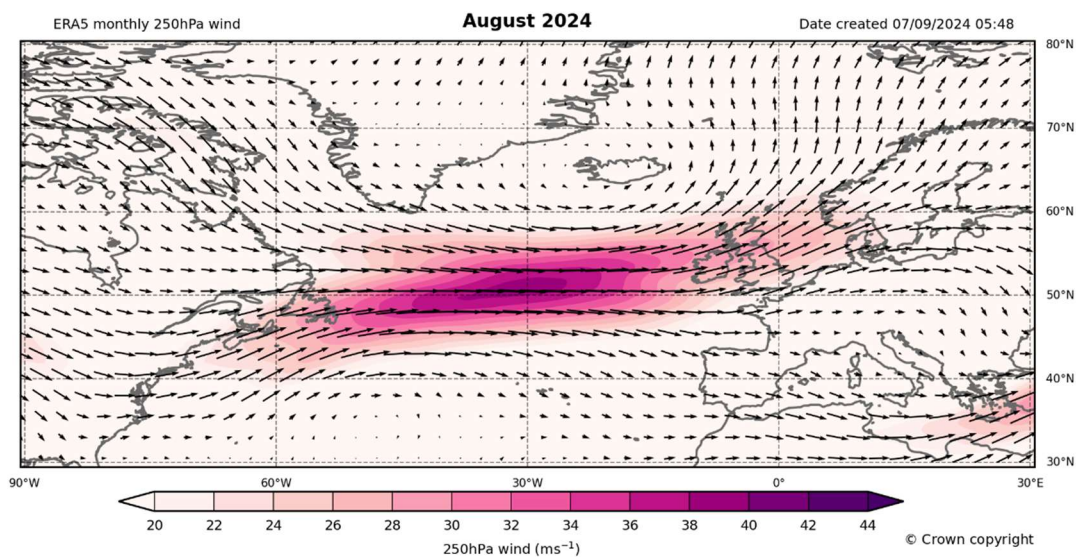 ERA5 monthly 250hPa wind
August 2024
Date created 07/09/2024 05:48
80°N
70°N
60°N
50°N
40°N
30°N
90°W 60°W 30°W 0° 30°E
20 22 24 26 28 30 32 34 36 38 40 42 44
250hPa wind (ms⁻¹)
© Crown copyright